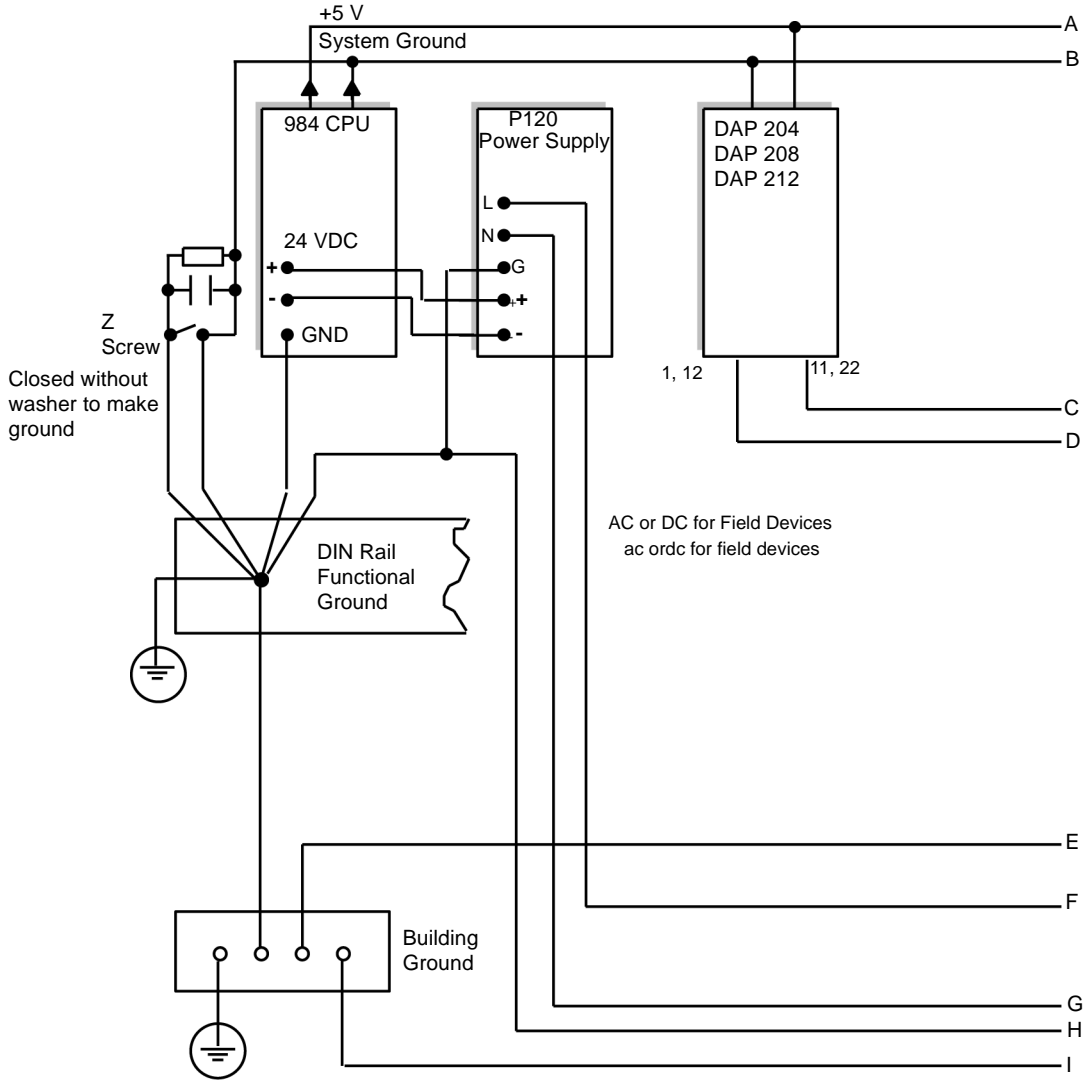 +5 V
A
System Ground
B
984 CPU
P120
Power Supply
DAP 204
DAP 208
DAP 212
L
N
24 VDC
+
G
-
+
+
GND
-
-
Z
Screw
1, 12
11, 22
Closed without
washer to make
ground
C
D
AC or DC for Field Devices
ac ordc for field devices
DIN Rail
Functional
Ground
E
F
Building
Ground
G
H
I